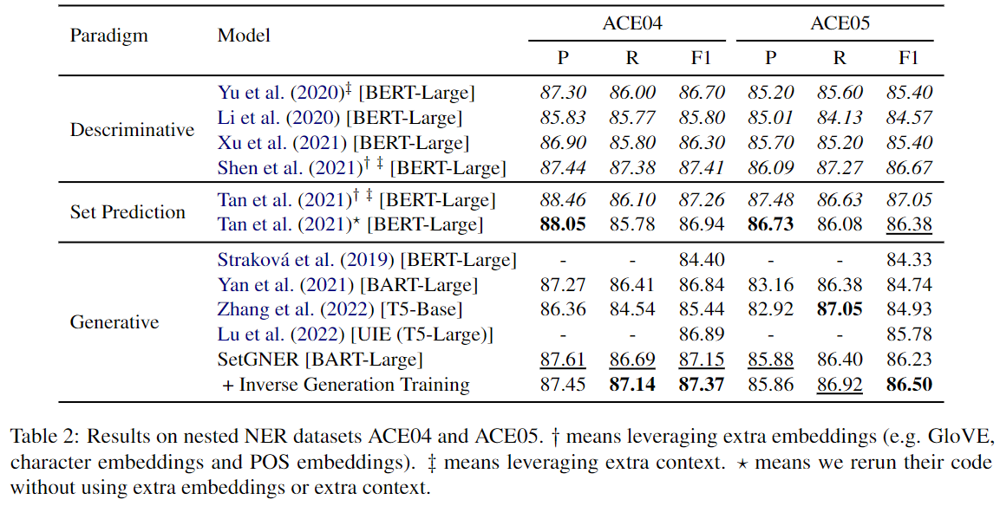 Paradigm Model ACE04 ACE05
P R F1 P R F1
Descriminative
Yu et al. (2020)‡ [BERT-Large] 87.30 86.00 86.70 85.20 85.60 85.40
Li et al. (2020) [BERT-Large] 85.83 85.77 85.80 85.01 84.13 84.57
Xu et al. (2021) [BERT-Large] 86.90 85.80 86.30 85.70 85.20 85.40
Shen et al. (2021)† ‡ [BERT-Large] 87.44 87.38 87.41 86.09 87.27 86.67
Set Prediction
Tan et al. (2021)† ‡ [BERT-Large] 88.46 86.10 87.26 87.48 86.63 87.05
Tan et al. (2021)⋆ [BERT-Large] 88.05 85.78 86.94 86.73 86.08 86.38
Generative
Straková et al. (2019) [BERT-Large] - - 84.40 - - 84.33
Yan et al. (2021) [BART-Large] 87.27 86.41 86.84 83.16 86.38 84.74
Zhang et al. (2022) [T5-Base] 86.36 84.54 85.44 82.92 87.05 84.93
Lu et al. (2022) [UIE (T5-Large)] - - 86.89 - - 85.78
SetGNER [BART-Large] 87.61 86.69 87.15 85.88 86.40 86.23
+ Inverse Generation Training 87.45 87.14 87.37 85.86 86.92 86.50
Table 2: Results on nested NER datasets ACE04 and ACE05. † means leveraging extra embeddings (e.g. GloVE,
character embeddings and POS embeddings). ‡ means leveraging extra context. ⋆ means we rerun their code
without using extra embeddings or extra context.